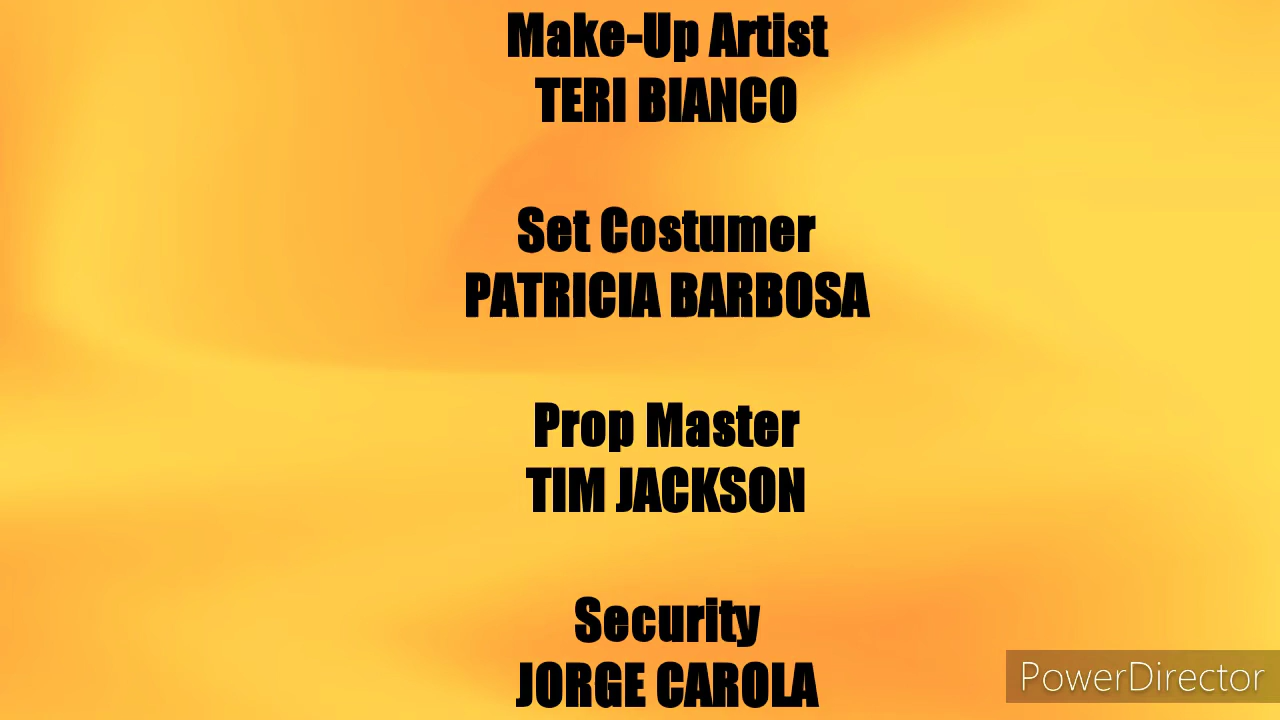 Make-Up Artist
TERI BIANCO
Set Costumer
PATRICIA BARBOSA
Prop Master
TIM JACKSON
Security
JORGE CAROLA
PowerDirector